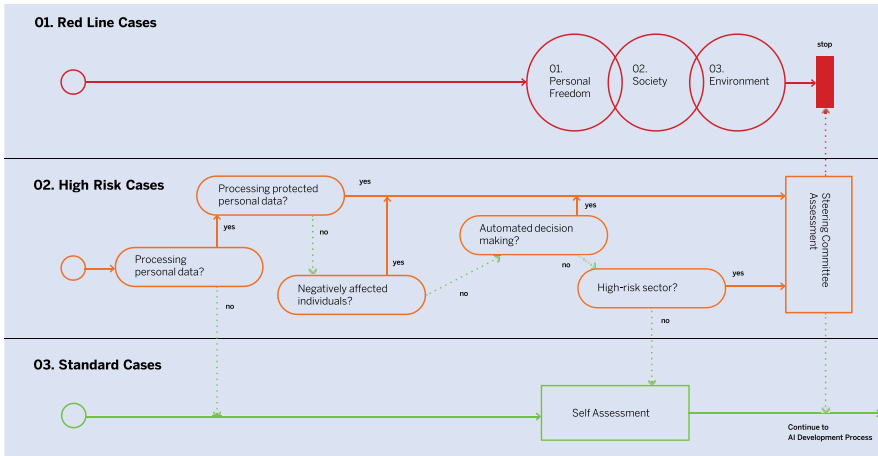 01. Red Line Cases
01.
Personal
Freedom
02.
Society
03.
Environment
stop
02. High Risk Cases
Processing protected
personal data?
yes
no
yes
Processing
personal data?
no
Negatively affected
individuals?
yes
no
Automated decision
making?
yes
no
High-risk sector?
yes
no
Steering Committee
Assessment
03. Standard Cases
Self Assessment
Continue to
AI Development Process